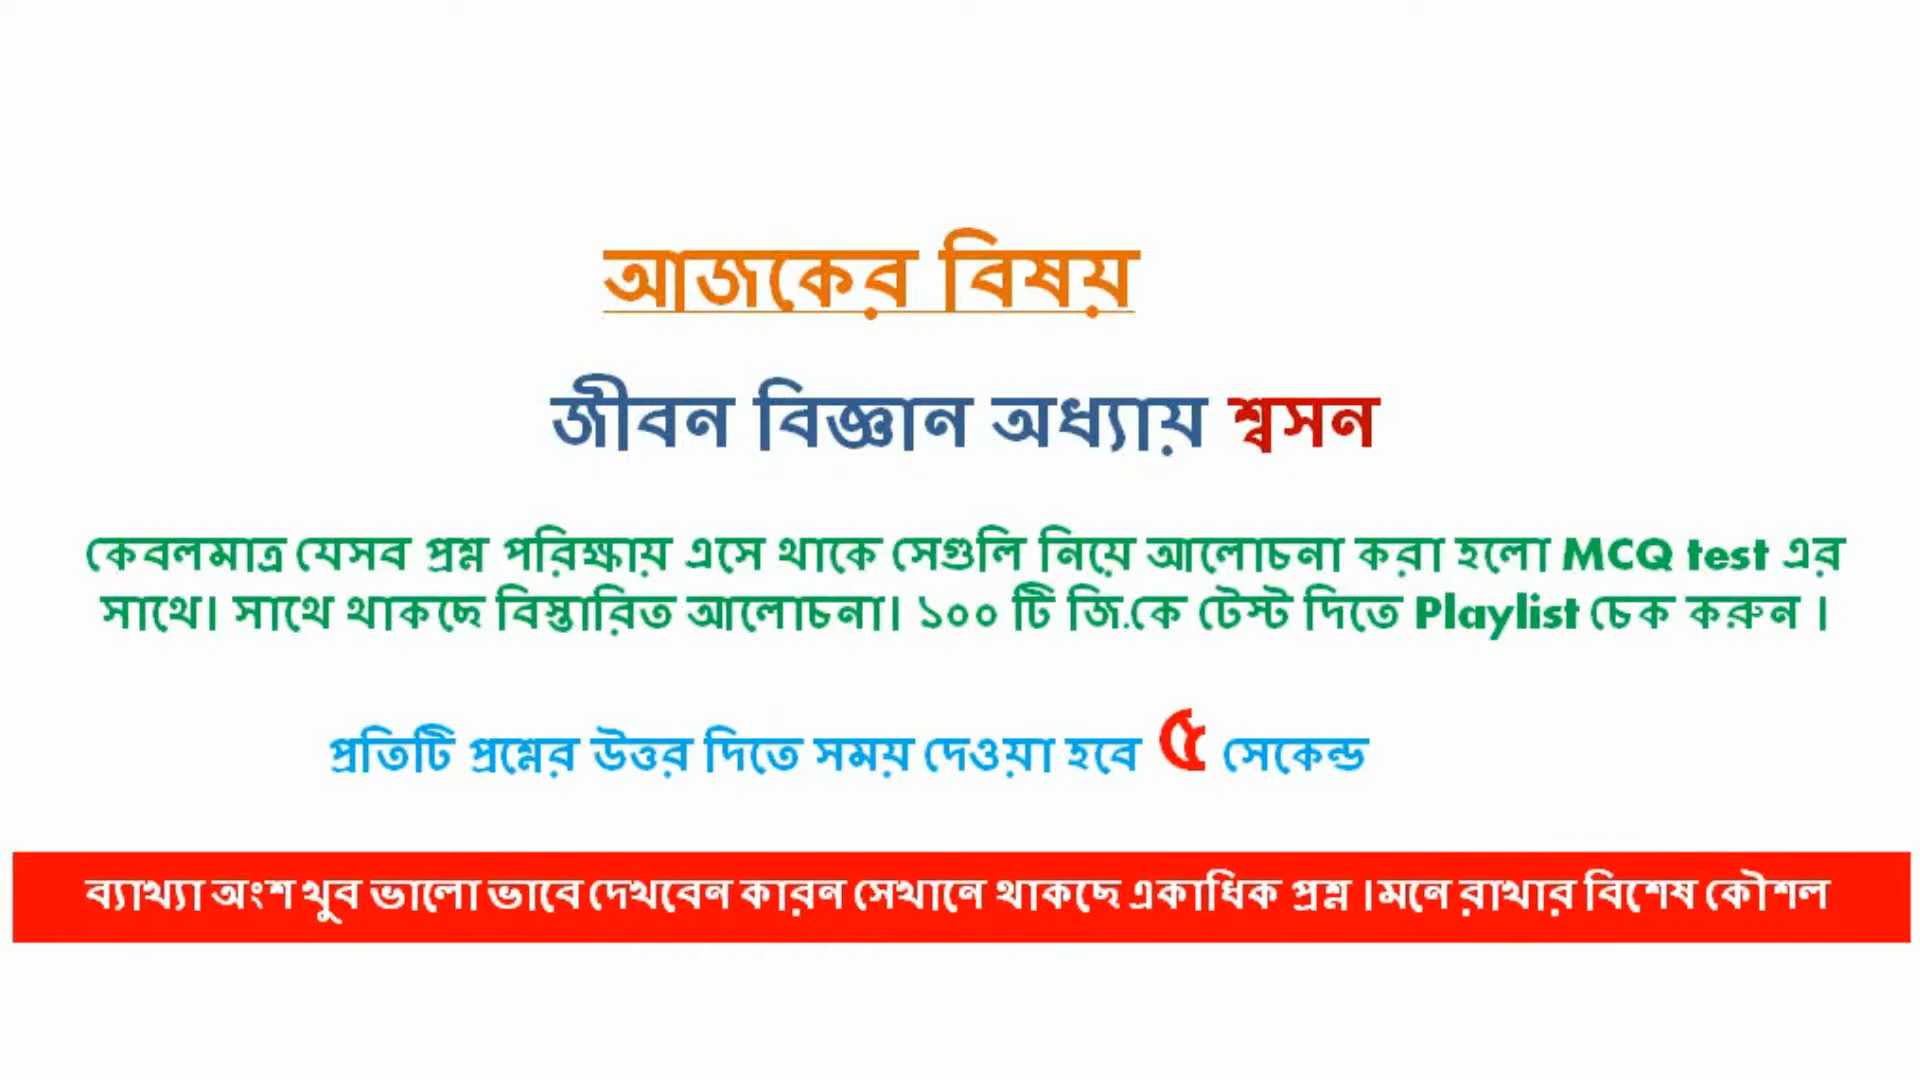 আজকের বিষয়
জীবন বিজ্ঞান অধ্যায় শ্বসন
কেবলমাত্র যেসব প্রশ্ন পরিক্ষায় এসে থাকে সেগুলি নিয়ে আলোচনা করা হলো MCQ test এর
সাথে। সাথে থাকছে বিস্তারিত আলোচনা। ১০০ টি জি.কে টেস্ট দিতে Playlist চেক করুন ।
প্রতিটি প্রশ্নের উত্তর দিতে সময় দেওয়া হবে ৫ সেকেন্ড
ব্যাখ্যা অংশ খুব ভালো ভাবে দেখবেন কারন সেখানে থাকছে একাধিক প্রশ্ন ।মনে রাখার বিশেষ কৌশল